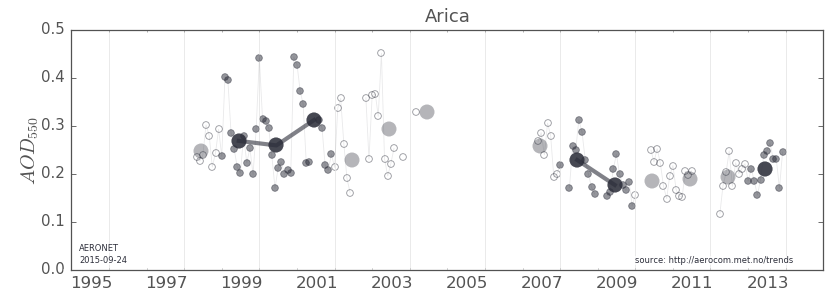 Arica
0.5
0.4
0.3
0.2
0.1
0.0
AOD550
AERONET
2015-09-24
source: http://aerocom.met.no/trends
1995 1997 1999 2001 2003 2005 2007 2009 2011 2013